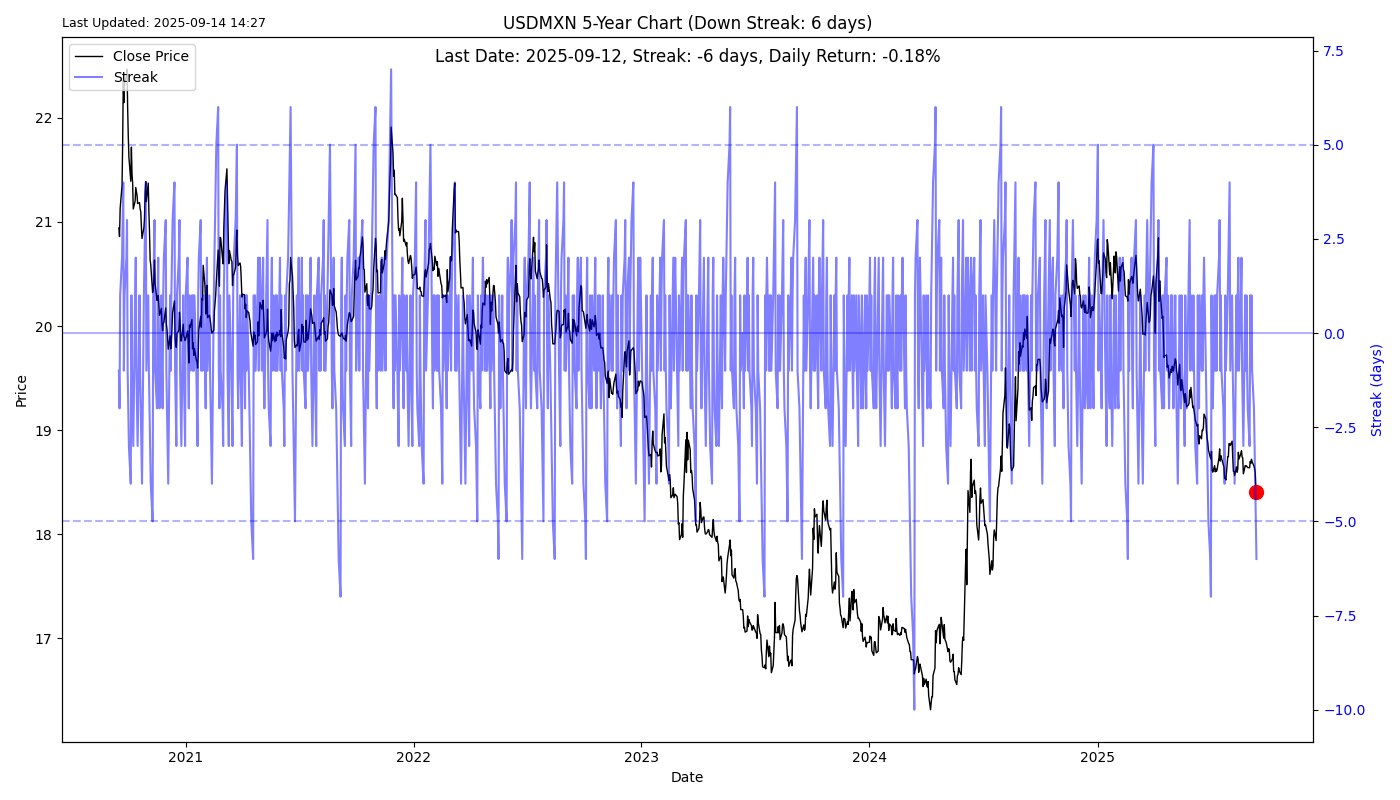 Last Updated: 2025-09-14 14:27
USDMXN 5-Year Chart (Down Streak: 6 days)
Last Date: 2025-09-12, Streak: -6 days, Daily Return: -0.18%
Close Price
Streak
22
21
20
19
18
17
Price
7.5
5.0
2.5
0.0
−2.5
−5.0
−7.5
−10.0
Streak (days)
2021
2022
2023
2024
2025
Date